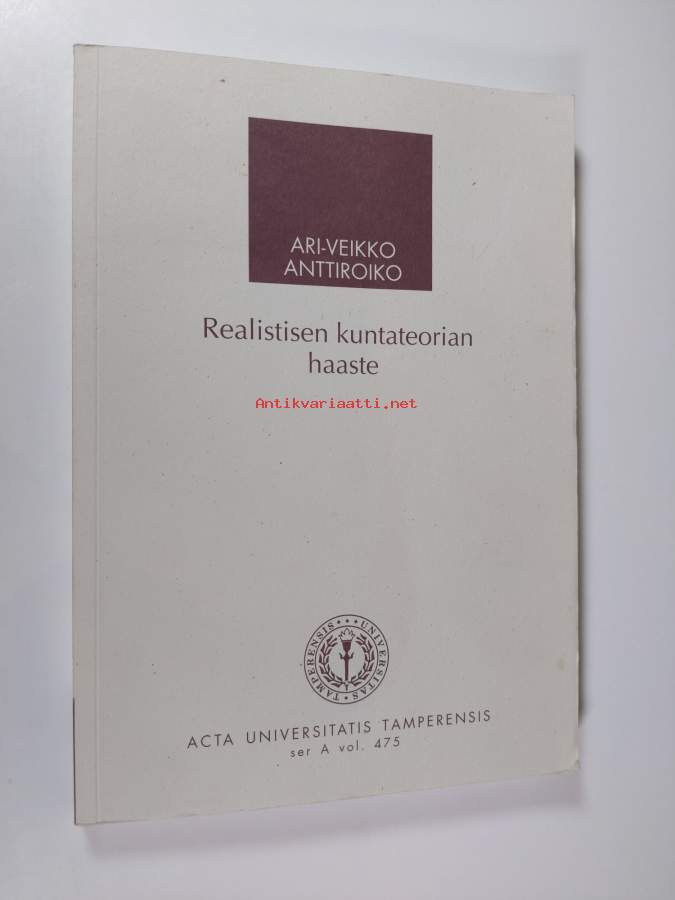 ARI-VEIKKO
ANTTIROIKO
Realistisen kuntateorian
haaste
Antikvariaatti.net
TAMPERENSIS • • • UNIVERSITAS
ACTA UNIVERSITATIS TAMPERENSIS
ser A vol. 475